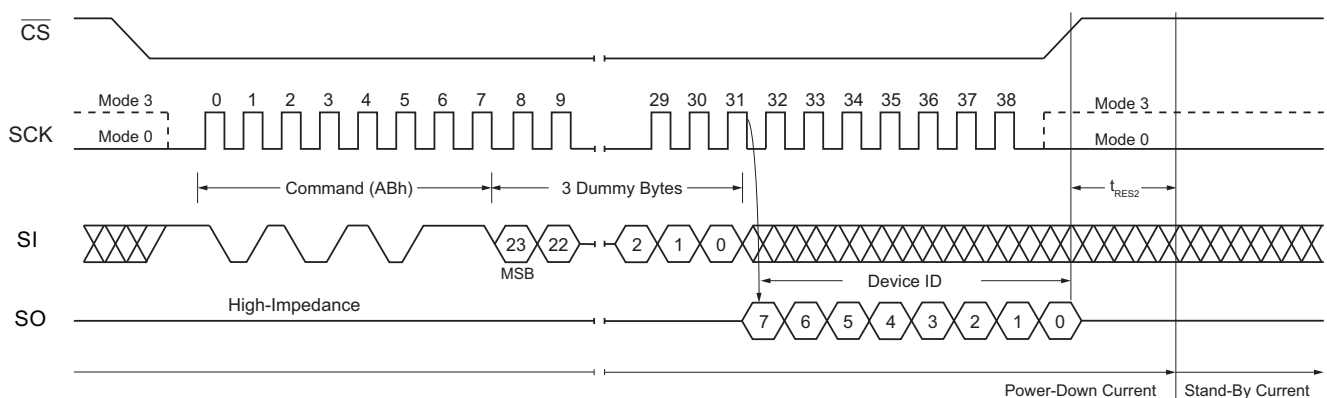 CS
Mode 3
0 1 2 3 4 5 6 7 8 9 29 30 31 32 33 34 35 36 37 38
Mode 3
SCK
Mode 0
Mode 0
Command (ABh)
3 Dummy Bytes
tRES2
SI
23 22 2 1 0
MSB
Device ID
High-Impedance
SO
7 6 5 4 3 2 1 0
Power-Down Current
Stand-By Current